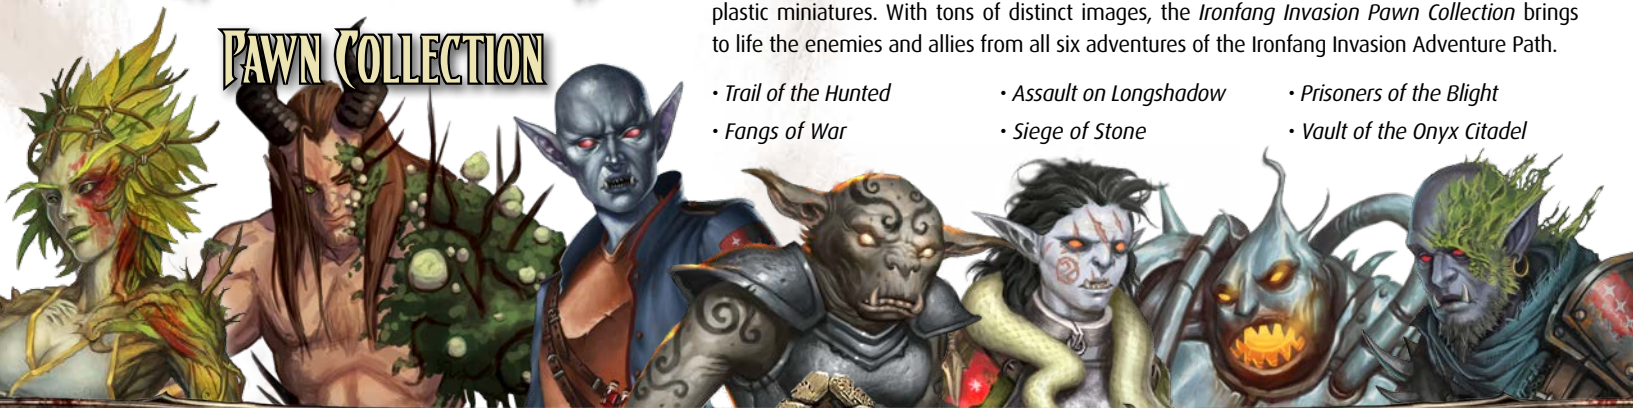 PAWN COLLECTION
plastic miniatures. With tons of distinct images, the Ironfang Invasion Pawn Collection brings
to life the enemies and allies from all six adventures of the Ironfang Invasion Adventure Path.
• Trail of the Hunted
• Fangs of War
• Assault on Longshadow
• Siege of Stone
• Prisoners of the Blight
• Vault of the Onyx Citadel